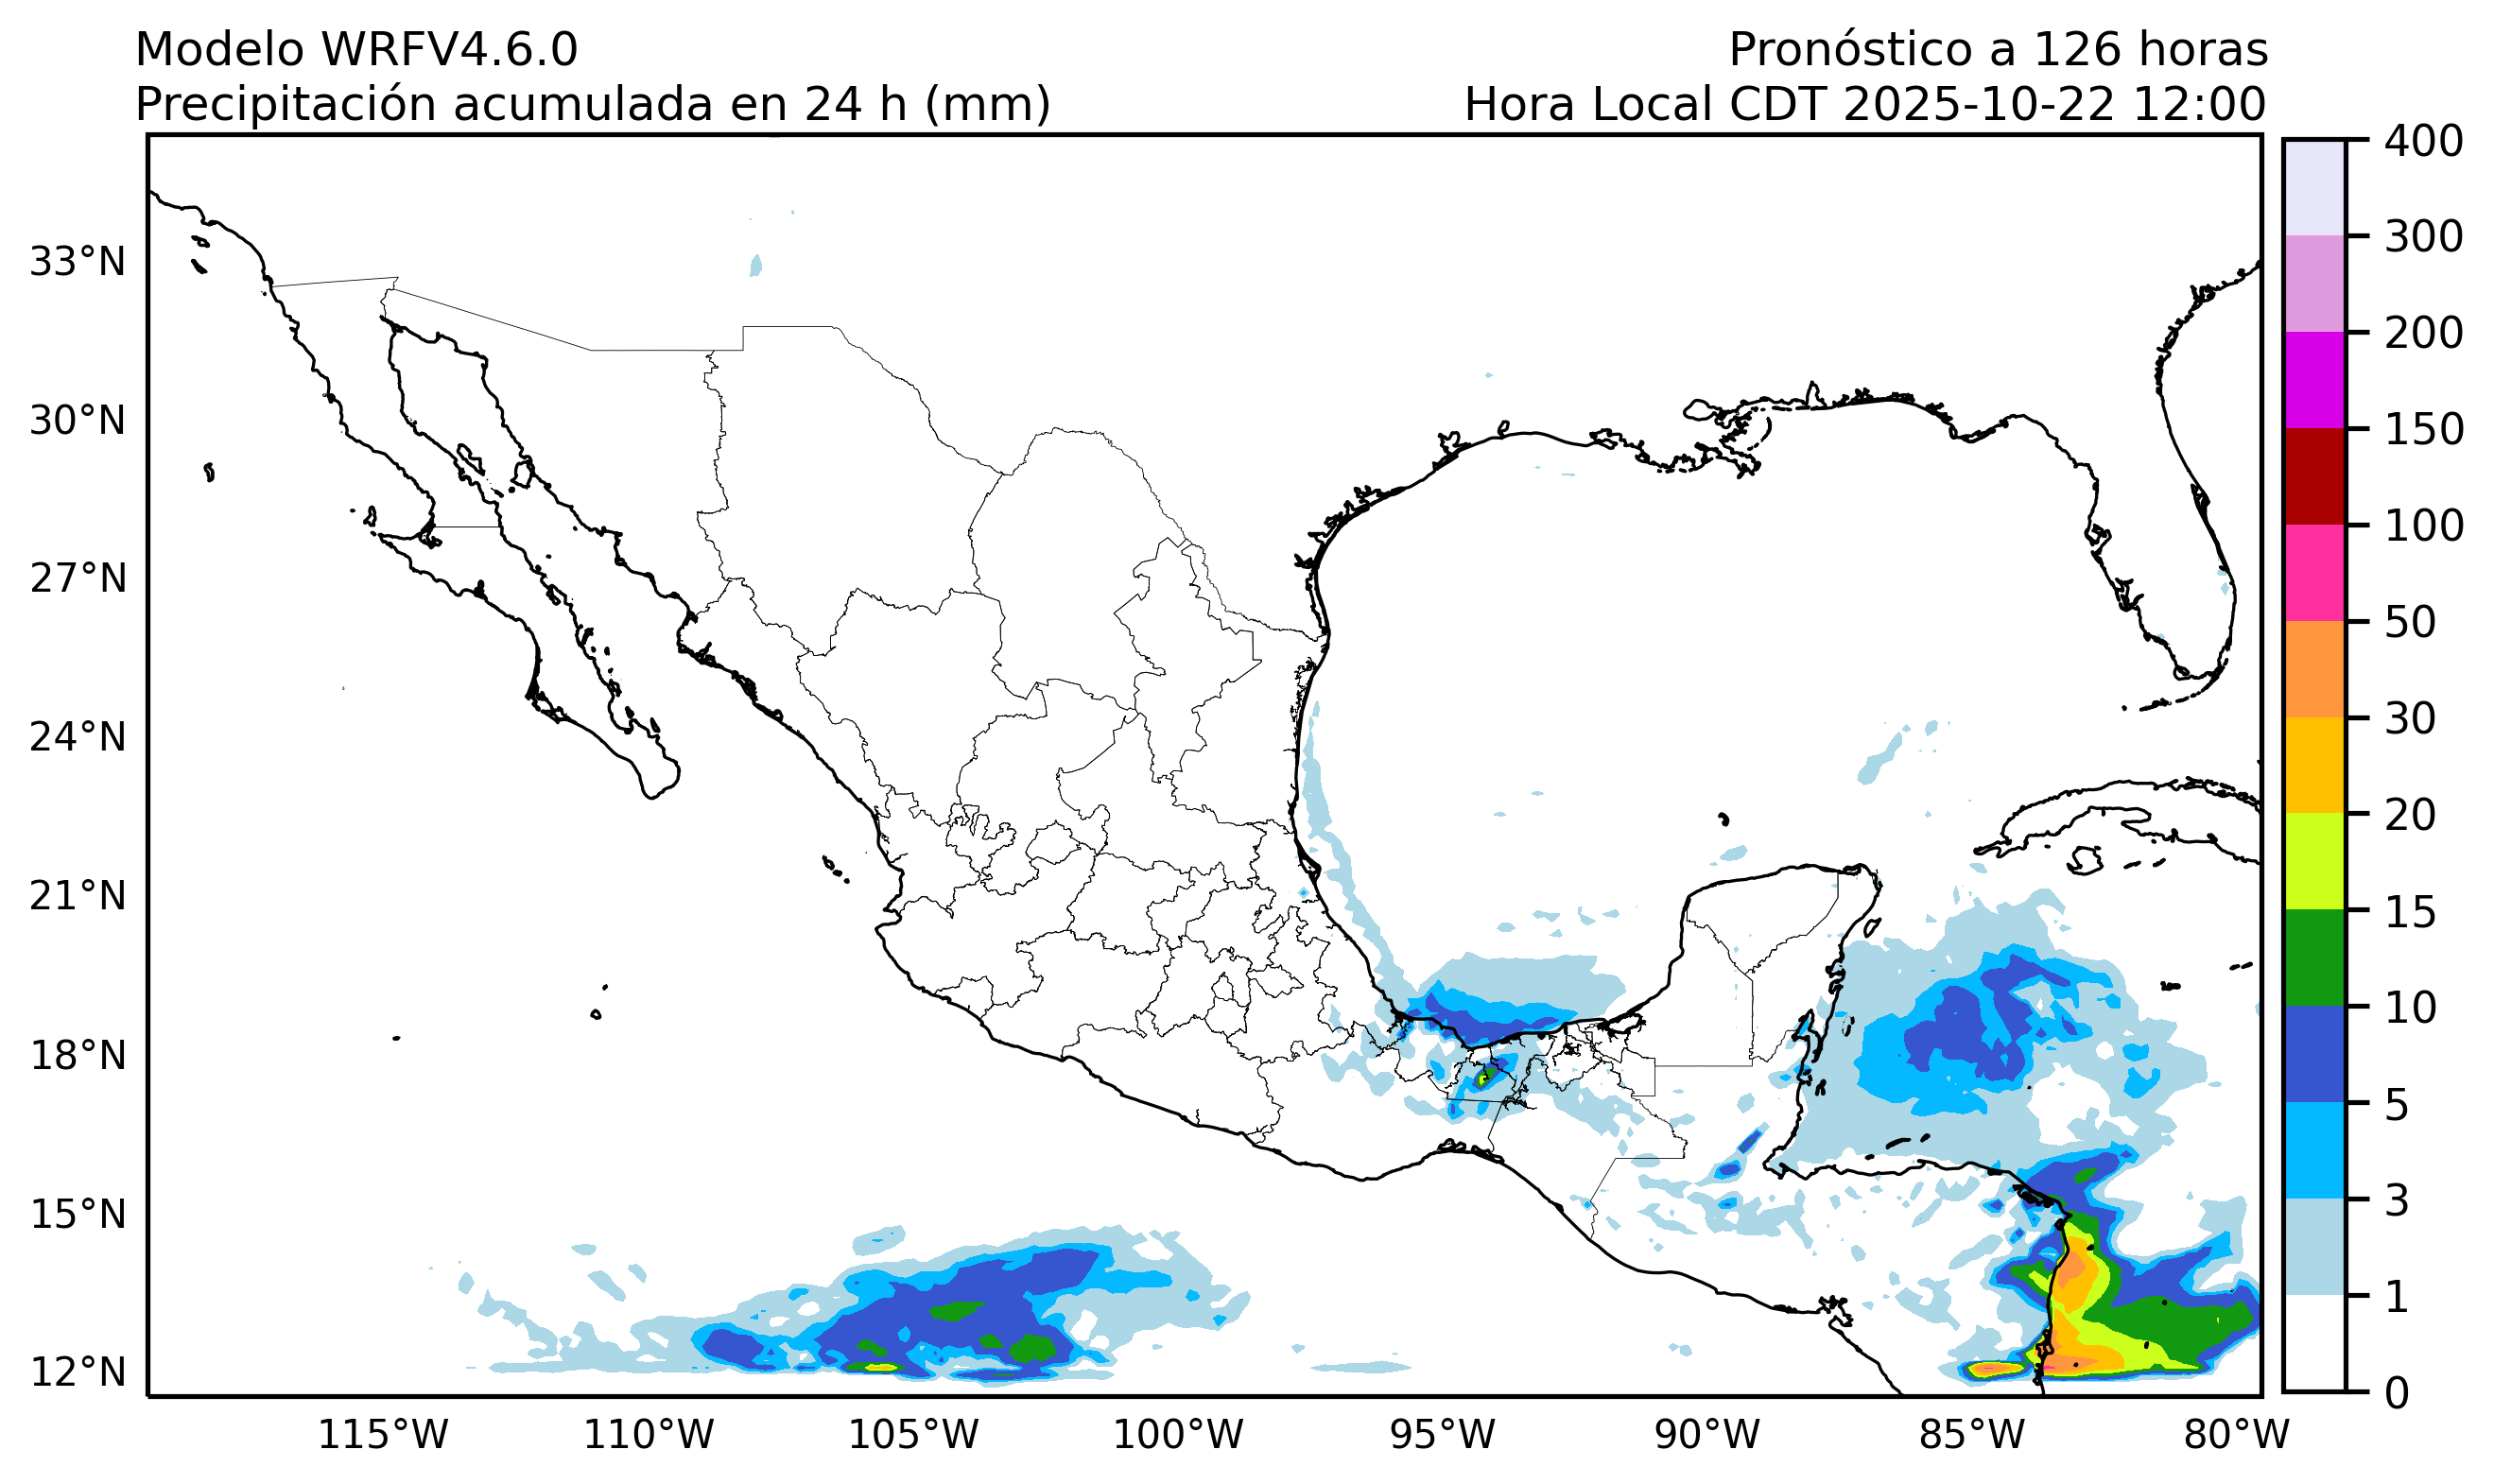 Modelo WRFV4.6.0
Pronóstico a 126 horas
Precipitación acumulada en 24 h (mm)
Hora Local CDT 2025-10-22 12:00
33°N
30°N
27°N
24°N
21°N
18°N
15°N
12°N
115°W
110°W
105°W
100°W
95°W
90°W
85°W
80°W
400
300
200
150
100
50
30
20
15
10
5
3
1
0